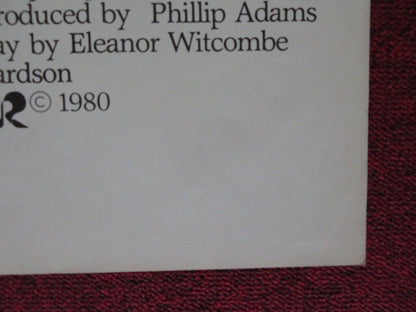 roduced by Phillip Adams
ay by Eleanor Witcombe
ardson
R © 1980